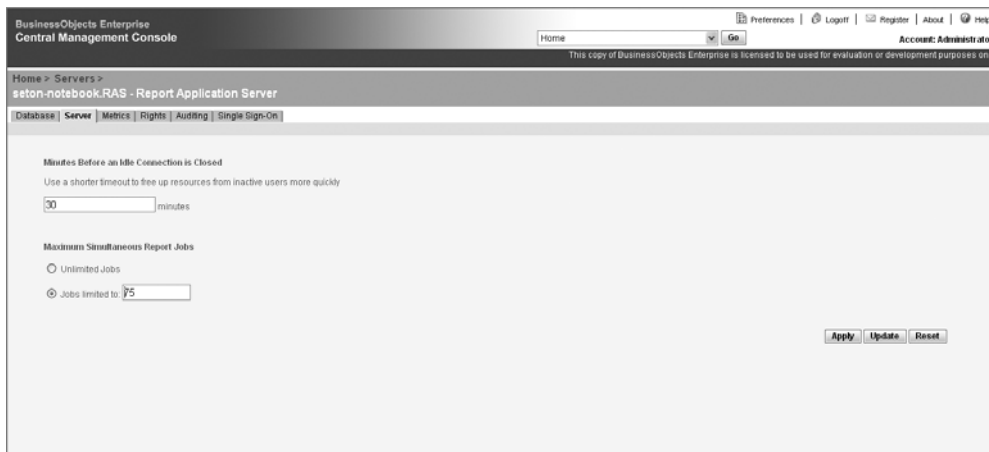 BusinessObjects Enterprise
Central Management Console
Preferences | Logoff | Register | About | Help
Home Go
Account: Administrato
This copy of BusinessObjects Enterprise is licensed to be used for evaluation or development purposes on
Home > Servers >
seton-notebook.RAS - Report Application Server
Database | Server | Metrics | Rights | Auditing | Single Sign-On |
Minutes Before an Idle Connection is Closed
Use a shorter timeout to free up resources from inactive users more quickly
30 minutes
Maximum Simultaneous Report Jobs
Unlimited Jobs
Jobs limited to: 75
Apply Update Reset